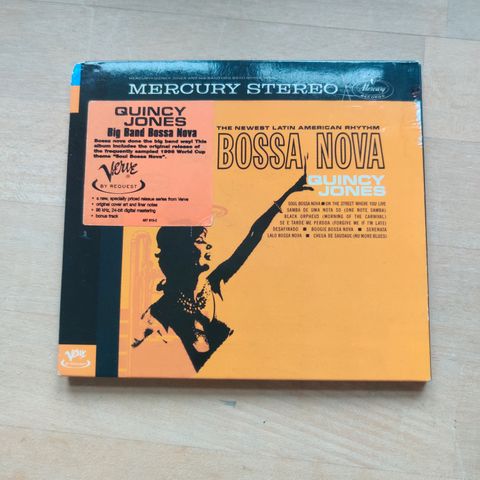 MERCURY STEREO
Mercury
RECORDS
QUINCY
JONES
Big Band Bossa Nova
Bossa nova done the big band way! This
album includes the original release of
the frequently sampled 1998 World Cup
theme "Soul Bossa Nova".
Verve
BY REQUEST
• a new, specially priced release series from Verve
• original cover art and liner notes
• 96 kHz, 24-bit digital mastering
• bonus track
THE NEWEST LATIN AMERICAN RHYTHM
BOSSA NOVA
QUINCY
JONES
SOUL BOSSA NOVA • ON THE STREET WHERE YOU LIVE
SAMBA DE UMA NOTA SO (ONE NOTE SAMBA)
BLACK ORPHEUS (MORNING OF THE CARNIVAL)
SE E TARDE ME PERDOA (FORGIVE ME IF I'M LATE)
DESAFINADO • BOOGIE BOSSA NOVA • SERENATA
LALO BOSSA NOVA • CHEGA DE SAUDADE (NO MORE BLUES)
Verve